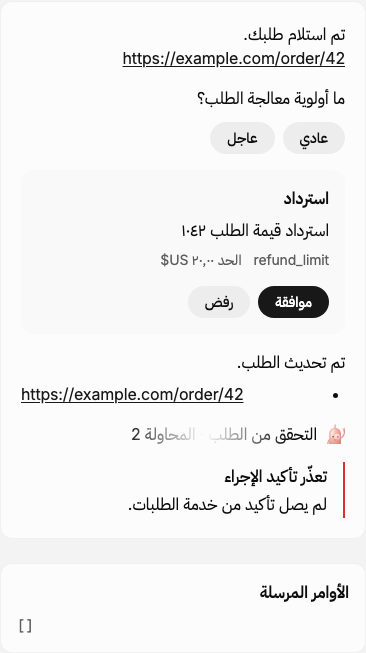 تم استلام طلبك.
https://example.com/order/42
ما أولوية معالجة الطلب؟
عادي عاجل
استرداد
استرداد قيمة الطلب ١٠٤٢
refund_limit الحد ٢٠٫٠٠ US$
موافقة رفض
تم تحديث الطلب.
• https://example.com/order/42
التحقق من الطلب · المحاولة 2
تعذّر تأكيد الإجراء
لم يصل تأكيد من خدمة الطلبات.
الأوامر المرسلة
[]